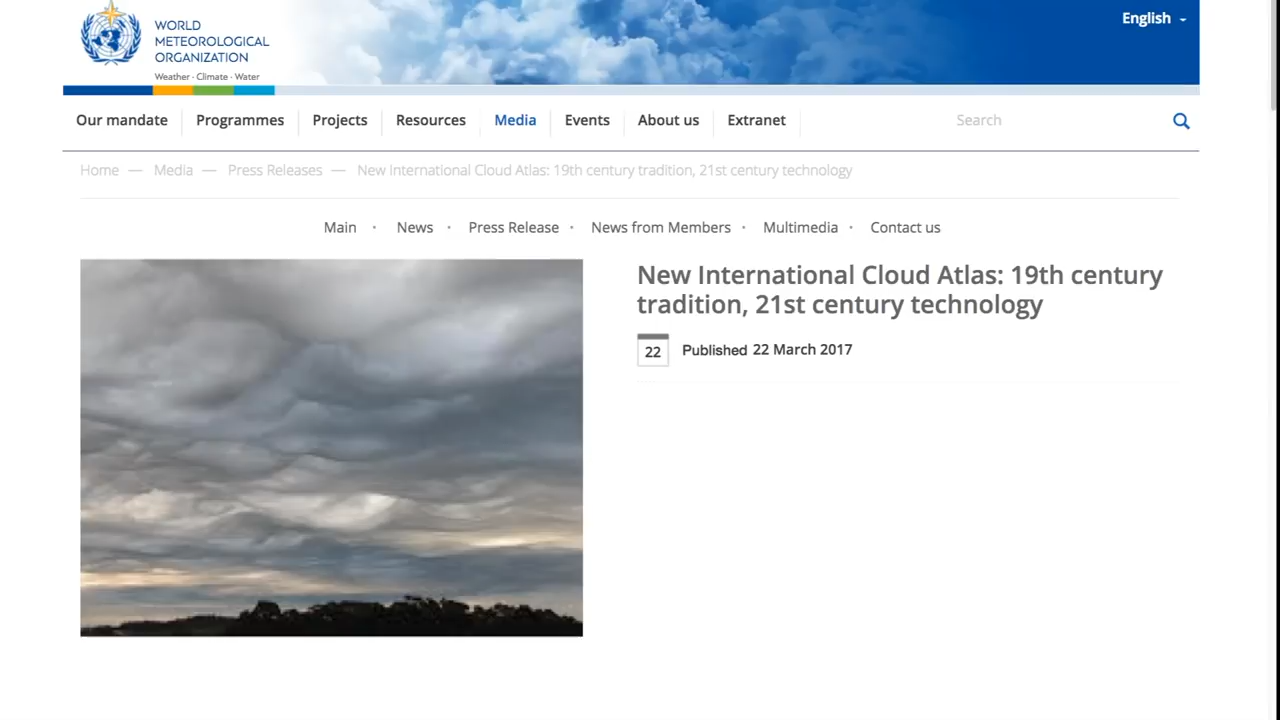 WORLD
METEOROLOGICAL
ORGANIZATION
Weather · Climate · Water
English
Our mandate
Programmes
Projects
Resources
Media
Events
About us
Extranet
Search
Home — Media — Press Releases — New International Cloud Atlas: 19th century tradition, 21st century technology
Main · News · Press Release · News from Members · Multimedia · Contact us
New International Cloud Atlas: 19th century
tradition, 21st century technology
22 Published 22 March 2017